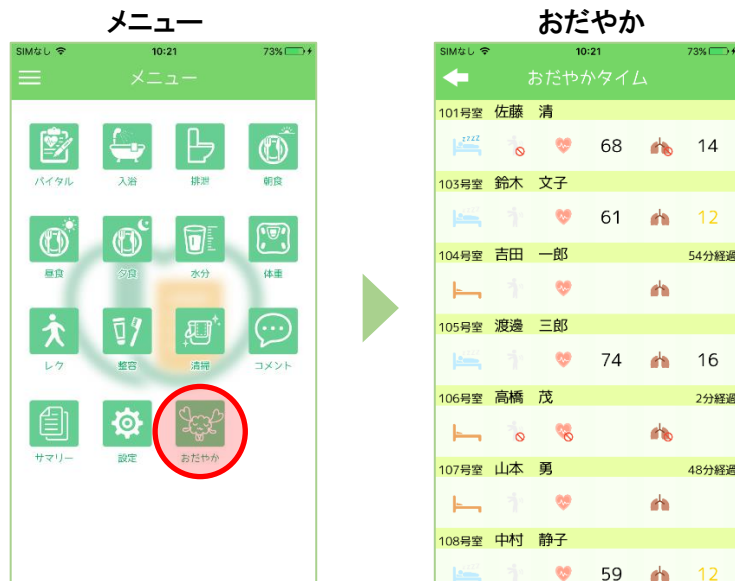 メニュー
SIMなし 10:21 73%
メニュー
バイタル 入浴 排泄 朝食
昼食 夕食 水分 体重
レク 整容 清掃 コメント
サマリー 設定 おだやか
おだやか
SIMなし 10:21 73%
おだやかタイム
101号室 佐藤 清
zzzZ 68 14
103号室 鈴木 文子
61 12
104号室 吉田 一郎 54分経過
105号室 渡邊 三郎
74 16
106号室 高橋 茂 2分経過
107号室 山本 勇 48分経過
108号室 中村 静子
59 12